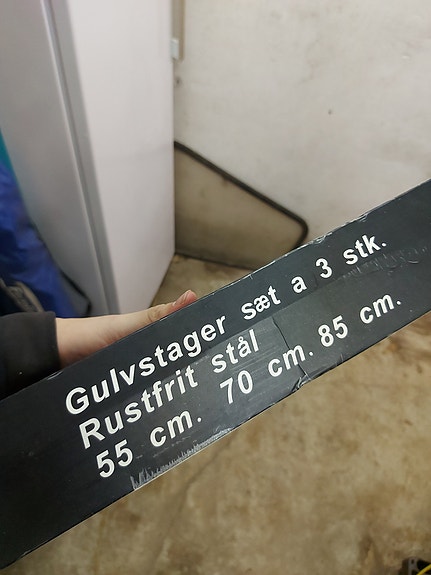 Gulvstager sæt a 3 stk.
Rustfrit stål
55 cm. 70 cm. 85 cm.